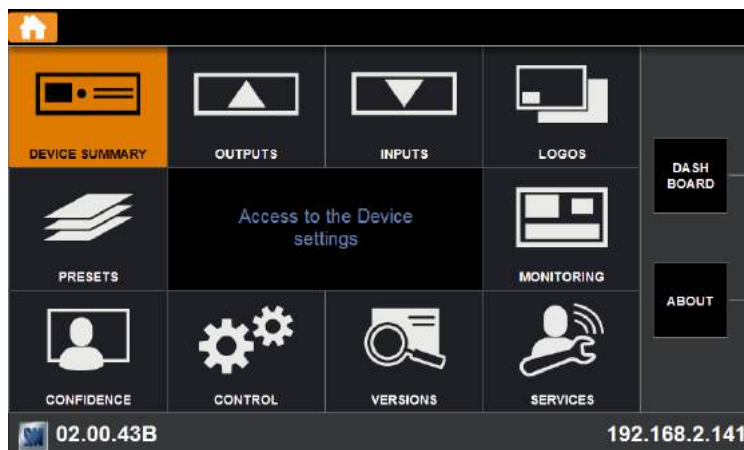 DEVICE SUMMARY
OUTPUTS
INPUTS
LOGOS
DASH
BOARD
PRESETS
Access to the Device
settings
MONITORING
ABOUT
CONFIDENCE
CONTROL
VERSIONS
SERVICES
02.00.43B
192.168.2.141